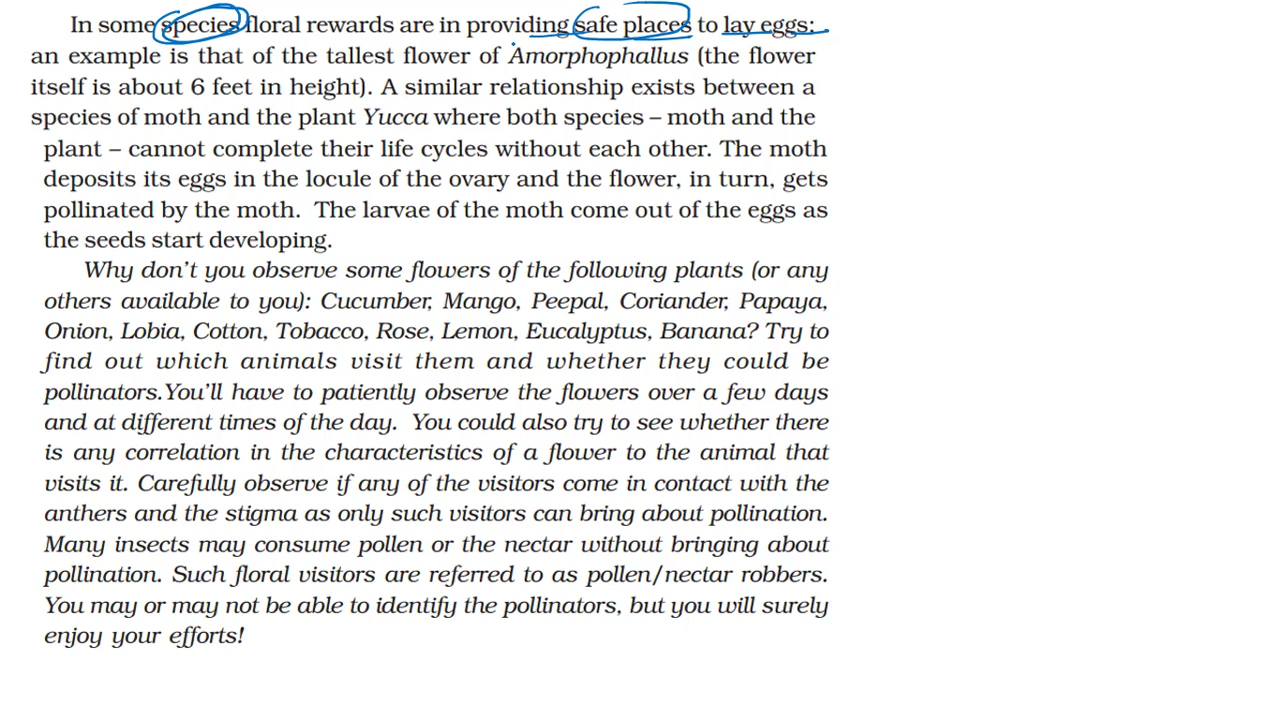 In some species floral rewards are in providing safe places to lay eggs:
an example is that of the tallest flower of Amorphophallus (the flower
itself is about 6 feet in height). A similar relationship exists between a
species of moth and the plant Yucca where both species – moth and the
plant – cannot complete their life cycles without each other. The moth
deposits its eggs in the locule of the ovary and the flower, in turn, gets
pollinated by the moth. The larvae of the moth come out of the eggs as
the seeds start developing.
Why don't you observe some flowers of the following plants (or any
others available to you): Cucumber, Mango, Peepal, Coriander, Papaya,
Onion, Lobia, Cotton, Tobacco, Rose, Lemon, Eucalyptus, Banana? Try to
find out which animals visit them and whether they could be
pollinators.You'll have to patiently observe the flowers over a few days
and at different times of the day. You could also try to see whether there
is any correlation in the characteristics of a flower to the animal that
visits it. Carefully observe if any of the visitors come in contact with the
anthers and the stigma as only such visitors can bring about pollination.
Many insects may consume pollen or the nectar without bringing about
pollination. Such floral visitors are referred to as pollen/nectar robbers.
You may or may not be able to identify the pollinators, but you will surely
enjoy your efforts!